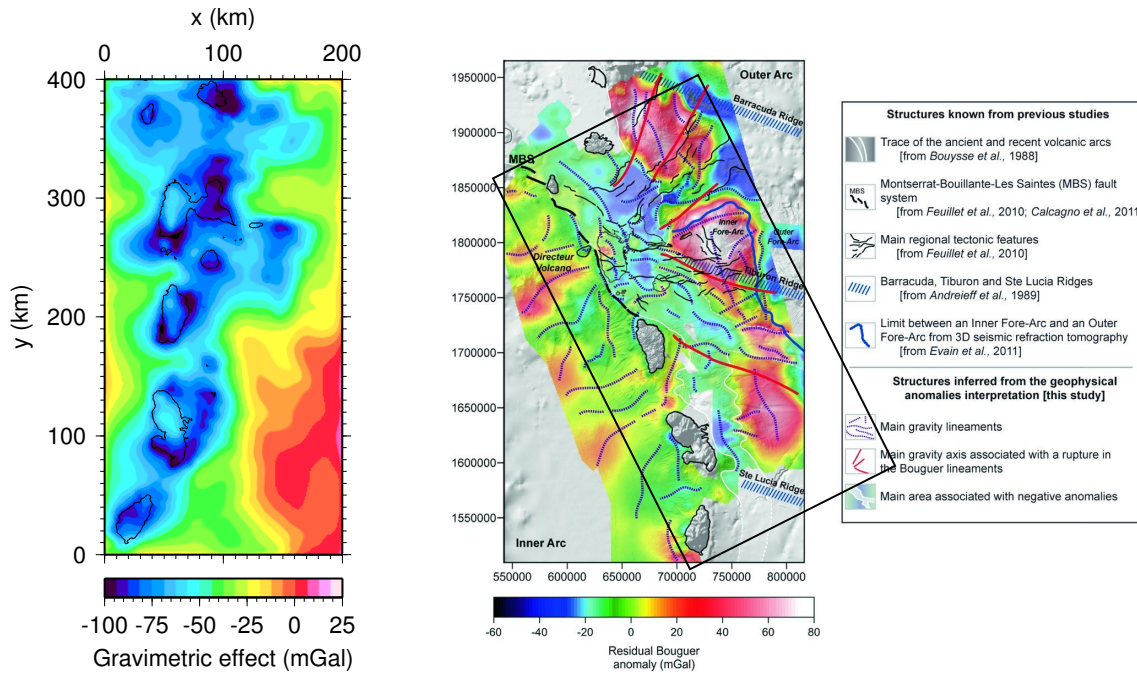 x (km)
0 100 200
400
300
200
100
0
y (km)
-100 -75 -50 -25 0 25
Gravimetric effect (mGal)
1950000
1900000
1850000
1800000
1750000
1700000
1650000
1600000
1550000
Outer Arc
Barracuda Ridge
MBS
Inner
Fore-Arc
Outer
Fore-Arc
Directeur
Volcano
Tiburon Ridge
Ste Lucia Ridge
Inner Arc
550000 600000 650000 700000 750000 800000
-60 -40 -20 0 20 40 60 80
Residual Bouguer
anomaly (mGal)
Structures known from previous studies
Trace of the ancient and recent volcanic arcs
[from Bouysse et al., 1988]
MBS
Montserrat-Bouillante-Les Saintes (MBS) fault
system
[from Feuillet et al., 2010; Calcagno et al., 2011
Main regional tectonic features
[from Feuillet et al., 2010]
Barracuda, Tiburon and Ste Lucia Ridges
[from Andreieff et al., 1989]
Limit between an Inner Fore-Arc and an Outer
Fore-Arc from 3D seismic refraction tomography
[from Evain et al., 2011]
Structures inferred from the geophysical
anomalies interpretation [this study]
Main gravity lineaments
Main gravity axis associated with a rupture in
the Bouguer lineaments
Main area associated with negative anomalies